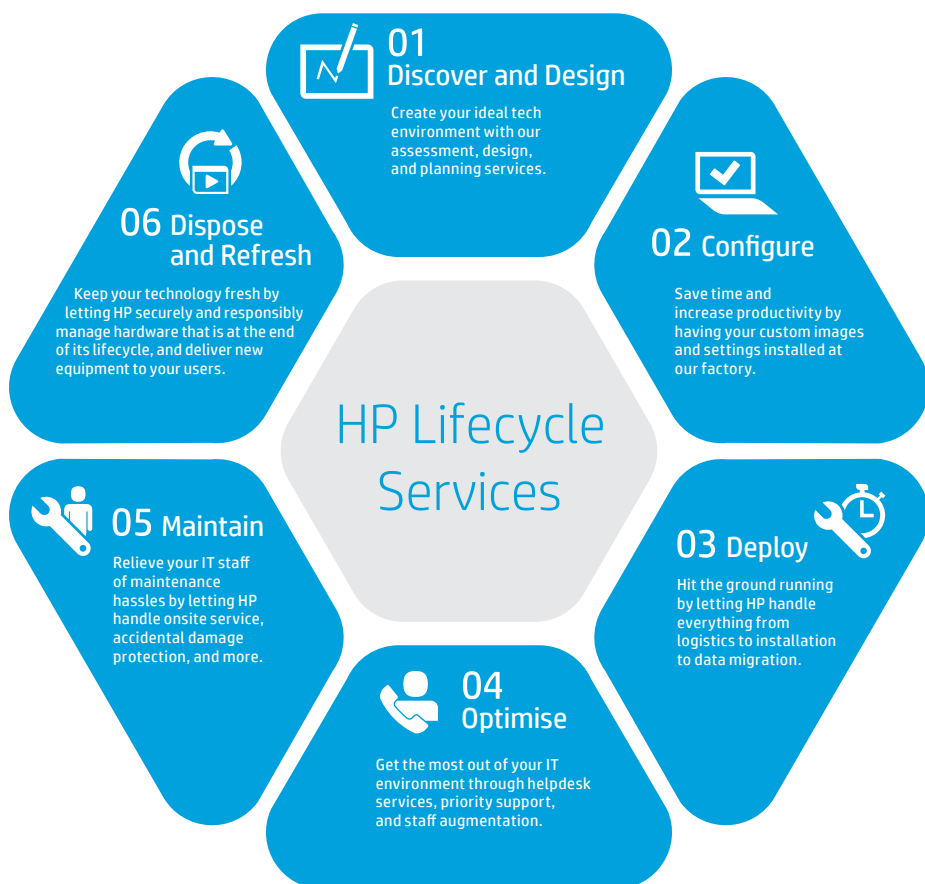 01
Discover and Design
Create your ideal tech
environment with our
assessment, design,
and planning services.
02 Configure
Save time and
increase productivity by
having your custom images
and settings installed at
our factory.
03 Deploy
Hit the ground running
by letting HP handle
everything from
logistics to installation
to data migration.
04
Optimise
Get the most out of your IT
environment through helpdesk
services, priority support,
and staff augmentation.
05 Maintain
Relieve your IT staff
of maintenance
hassles by letting HP
handle onsite service,
accidental damage
protection, and more.
06 Dispose
and Refresh
Keep your technology fresh by
letting HP securely and responsibly
manage hardware that is at the end
of its lifecycle, and deliver new
equipment to your users.
HP Lifecycle
Services